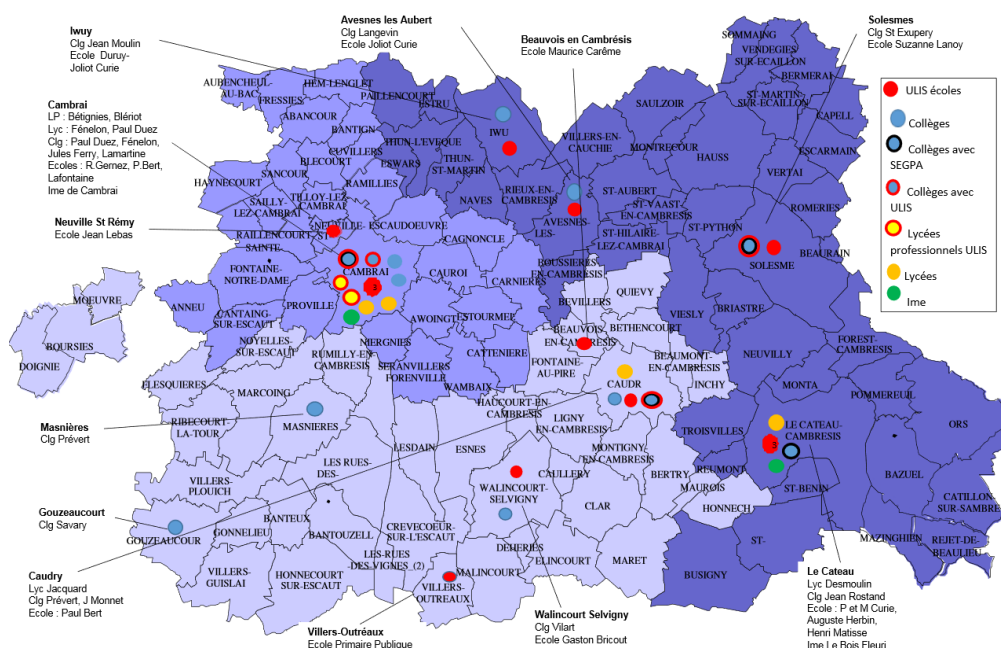 Iwuy
Clg Jean Moulin
Ecole Duruy-
Joliot Curie
Avesnes les Aubert
Clg Langevin
Ecole Joliot Curie
Beauvois en Cambrésis
Ecole Maurice Carême
Solesmes
Clg St Exupery
Ecole Suzanne Lanoy
Cambrai
LP : Bétignies, Blériot
Lyc : Fénelon, Paul Duez
Clg : Paul Duez, Fénelon,
Jules Ferry, Lamartine
Ecoles : R.Gernez, P.Bert,
Lafontaine
Ime de Cambrai
Neuville St Rémy
Ecole Jean Lebas
Masnières
Clg Prévert
Gouzeaucourt
Clg Savary
Caudry
Lyc Jacquard
Clg Prévert, J Monnet
Ecole : Paul Bert
Villers-Outréaux
Ecole Primaire Publique
Walincourt Selvigny
Clg Vilart
Ecole Gaston Bricout
Le Cateau
Lyc Desmoulin
Clg Jean Rostand
Ecole : P et M Curie,
Auguste Herbin,
Henri Matisse
Ime Le Bois Fleuri
ULIS écoles
Collèges
Collèges avec
SEGPA
Collèges avec
ULIS
Lycées
professionnels ULIS
Lycées
Ime
SOMMAING
VENDEGIES
SUR-ECAILLON
BERMERAI
ST-MARTIN-
SUR-ECAILLON
CAPELL
ESCARMAIN
VERTAI
ROMERIES
BEAURAIN
SAULZOIR
HAUSS
MONTRECOUR
VILLERS-EN-
CAUCHIE
ST-AUBERT
ST-VAAST
EN-CAMBRESIS
ST-HILAIRE
LEZ-CAMBRAI
ST-PYTHON
SOLESME
AVESNES-
LES-
RIEUX-EN-
CAMBRESIS
NAVES
IWU
ESTRU
PAILLENCOURT
THUN-L'EVEQUE
THUN-
ST-MARTIN
ESWARS
HEM-LENGLET
AUBENCHEUL-
AU-BAC
FRESSIES
ABANCOUR
BANTIGN
CUVILLERS
BLECOURT
SANCOUR
HAYNECOURT
RAMILLIES
TILLOY-LEZ
CAMBRAI
SAILLY-
LEZ-CAMBRAI
NEUVILLE-
ST-
ESCAUDOEUVRE
RAILLENCOURT-
SAINTE-
FONTAINE-
NOTRE-DAME
CAMBRAI
3
CAGNONCLE
CAUROI
CARNIERES
BOUSSIERES
EN-CAMBRESIS
BEVILLERS
QUIEVY
VIESLY
BRIASTRE
ANNEU
CANTAING-
SUR-ESCAUT
PROVILLE
NOYELLES
-SUR-ESCAUT
RUMILLY-EN
CAMBRESIS
NIERGNIES
AWOINGT
ESTOURMEL
SERANVILLERS
FORENVILLE
WAMBAIX
CATTENIERE
BEAUVOIS
EN-CAMBRESIS
FONTAINE-
AU-PIRE
BETHENCOURT
BEAUMONT-
EN-CAMBRESIS
INCHY
CAUDR
NEUVILLY
FOREST-
CAMBRESIS
MONTA
POMMEREUIL
ORS
LE CATEAU-
CAMBRESIS
3
TROISVILLES
REUMONT
ST-BENIN
BAZUEL
CATILLON
-SUR-SAMBRE
MAZINGHIEN
REJET-DE-
BEAULIEU
MOEUVRE
BOURSIES
DOIGNIE
FLESQUIERES
MARCOING
RIBECOURT
-LA-TOUR
MASNIERES
LES RUES-
DES-
VILLERS-
PLOUICH
GOUZEAUCOUR
GONNELIEU
BANTEUX
BANTOUZELL
VILLERS-
GUISLAI
HONNECOURT
SUR-ESCAUT
LES-RUES
-DES-VIGNES_(2)
CREVECOEUR-
SUR-L'ESCAUT
LESDAIN
ESNES
HAUCOURT-EN-
CAMBRESIS
LIGNY
EN-CAMBRESIS
CAULLERY
WALINCOURT-
SELVIGNY
MONTIGNY
EN-CAMBRESIS
BERTRY
MAUROIS
HONNECH
CLAR
DEHERIES
ELINCOURT
MALINCOURT
VILLERS-
OUTREAUX
MARET
BUSIGNY
ST-